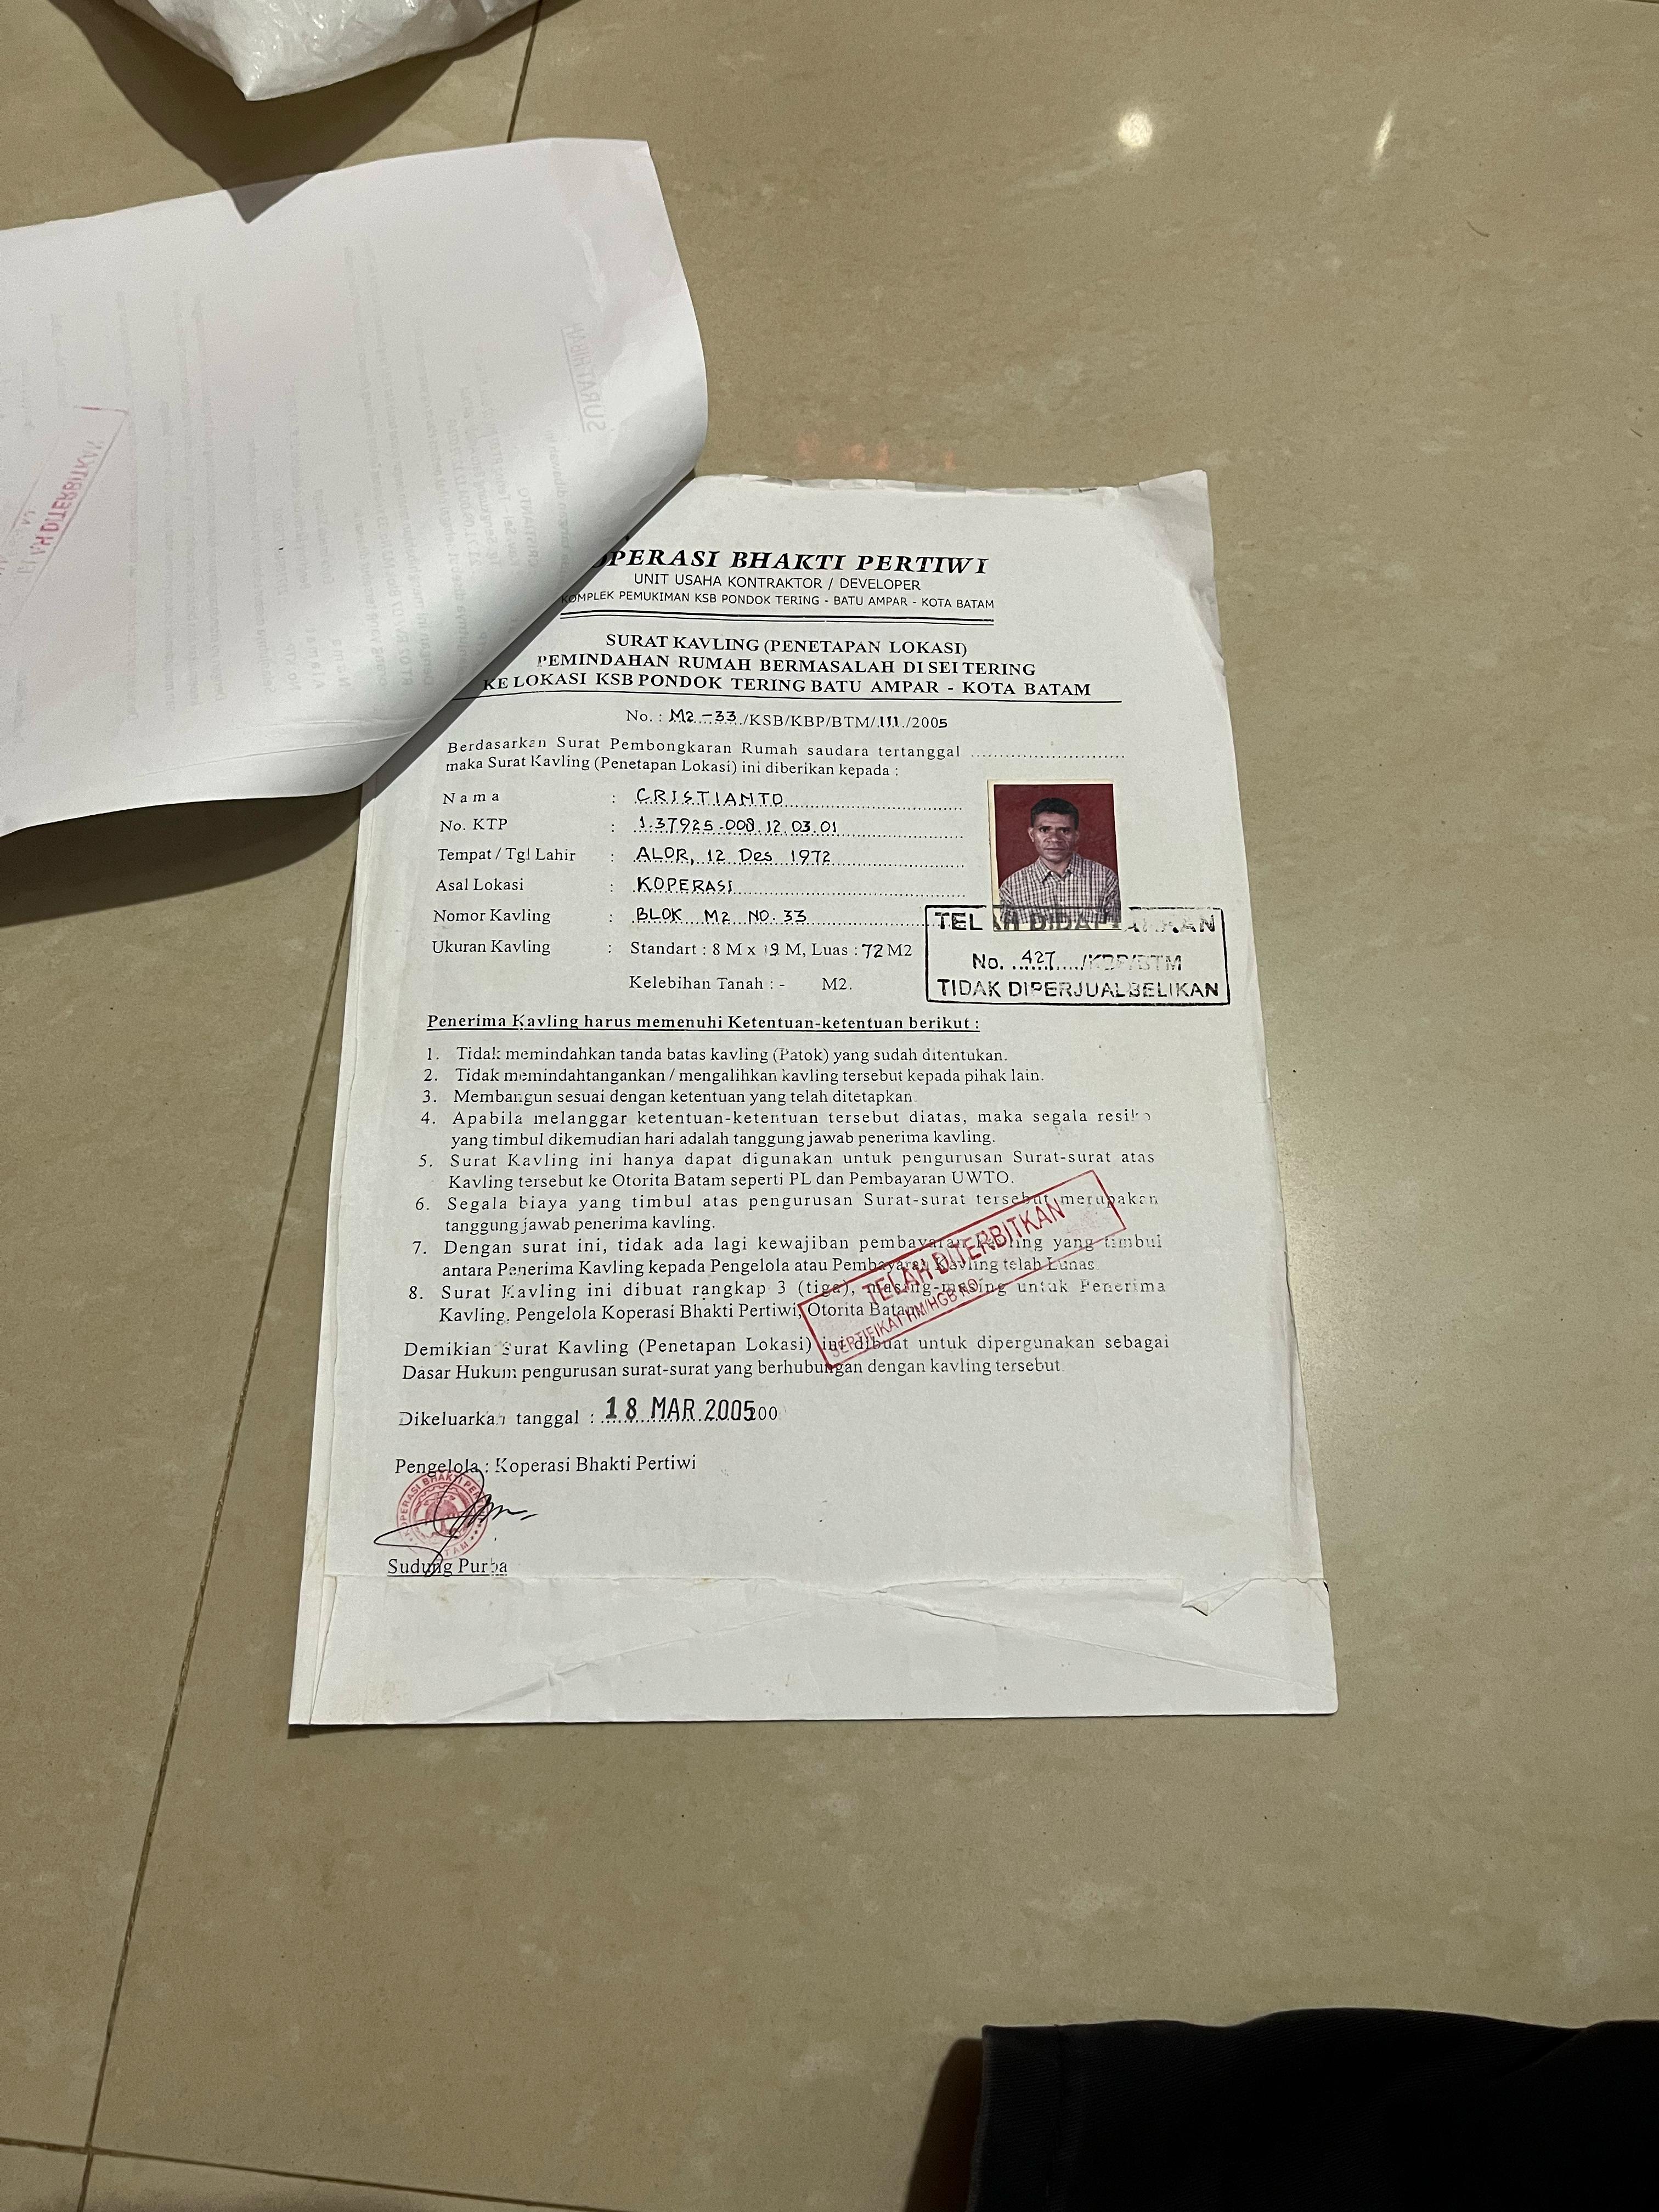 OPERASI BHAKTI PERTIWI
UNIT USAHA KONTRAKTOR / DEVELOPER
KOMPLEK PEMUKIMAN KSB PONDOK TERING - BATU AMPAR - KOTA BATAM
SURAT KAVLING (PENETAPAN LOKASI)
PEMINDAHAN RUMAH BERMASALAH DI SEI TERING
KE LOKASI KSB PONDOK TERING BATU AMPAR - KOTA BATAM
No. : M2-33/KSB/KBP/BTM/III/2005
Berdasarkan Surat Pembongkaran Rumah saudara tertanggal ..........................
maka Surat Kavling (Penetapan Lokasi) ini diberikan kepada :
Nama : CRISTIANTO
No. KTP : 1.37925.008.12.03.01
Tempat / Tgl Lahir : ALOR, 12 Des 1972
Asal Lokasi : KOPERASI
Nomor Kavling : BLOK M2 NO. 33
Ukuran Kavling : Standart : 8 M x 9 M, Luas : 72 M2
Kelebihan Tanah : - M2.
TELAH DIDAFTARKAN
No. 427/KBP/BTM
TIDAK DIPERJUALBELIKAN
Penerima Kavling harus memenuhi Ketentuan-ketentuan berikut :
1. Tidak memindahkan tanda batas kavling (Patok) yang sudah ditentukan.
2. Tidak memindahtangankan / mengalihkan kavling tersebut kepada pihak lain.
3. Membangun sesuai dengan ketentuan yang telah ditetapkan
4. Apabila melanggar ketentuan-ketentuan tersebut diatas, maka segala resiko
yang timbul dikemudian hari adalah tanggung jawab penerima kavling.
5. Surat Kavling ini hanya dapat digunakan untuk pengurusan Surat-surat atas
Kavling tersebut ke Otorita Batam seperti PL dan Pembayaran UWTO.
6. Segala biaya yang timbul atas pengurusan Surat-surat tersebut merupakan
tanggung jawab penerima kavling.
7. Dengan surat ini, tidak ada lagi kewajiban pembayaran kavling yang timbul
antara Penerima Kavling kepada Pengelola atau Pembayaran Kavling telah Lunas
8. Surat Kavling ini dibuat rangkap 3 (tiga), masing-masing untuk Penerima
Kavling, Pengelola Koperasi Bhakti Pertiwi, Otorita Batam
TELAH DITERBITKAN
SERTIFIKAT HM/HGB NO.
Demikian Surat Kavling (Penetapan Lokasi) ini dibuat untuk dipergunakan sebagai
Dasar Hukum pengurusan surat-surat yang berhubungan dengan kavling tersebut
Dikeluarkan tanggal : 18 MAR 2005 200
Pengelola : Koperasi Bhakti Pertiwi
Sudung Purba